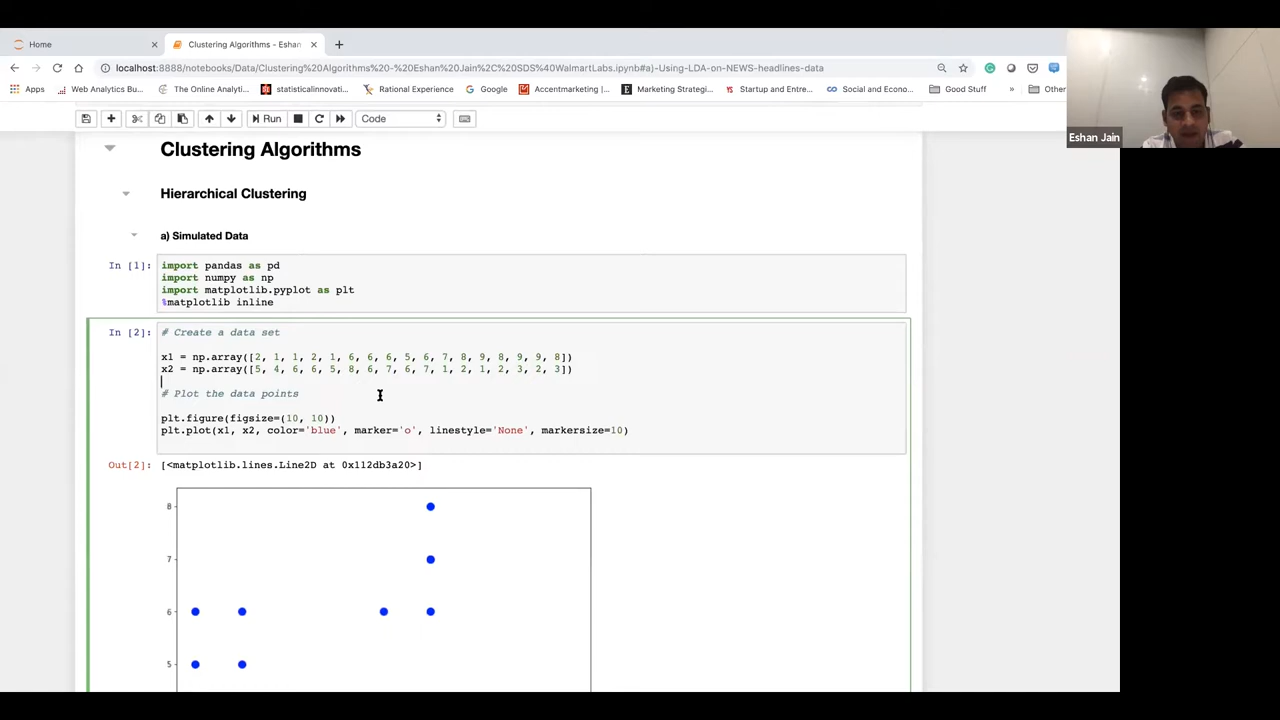 Home
Clustering Algorithms - Eshan
localhost:8888/notebooks/Data/Clustering%20Algorithms%20-%20Eshan%20Jain%2C%20SDS%40WalmartLabs.ipynb#a)-Using-LDA-on-NEWS-headlines-data
Apps Web Analytics Bu... The Online Analyti... statisticalinnovati... Rational Experience Google Accentmarketing |... Marketing Strategi... Startup and Entre... Social and Econo... Good Stuff Other
Eshan Jain
Run Code
Clustering Algorithms
Hierarchical Clustering
a) Simulated Data
In [1]: import pandas as pd
import numpy as np
import matplotlib.pyplot as plt
%matplotlib inline
In [2]: # Create a data set
x1 = np.array([2, 1, 1, 2, 1, 6, 6, 6, 5, 6, 7, 8, 9, 8, 9, 9, 8])
x2 = np.array([5, 4, 6, 6, 5, 8, 6, 7, 6, 7, 1, 2, 1, 2, 3, 2, 3])
# Plot the data points
plt.figure(figsize=(10, 10))
plt.plot(x1, x2, color='blue', marker='o', linestyle='None', markersize=10)
Out[2]: [<matplotlib.lines.Line2D at 0x112db3a20>]
8
7
6
5